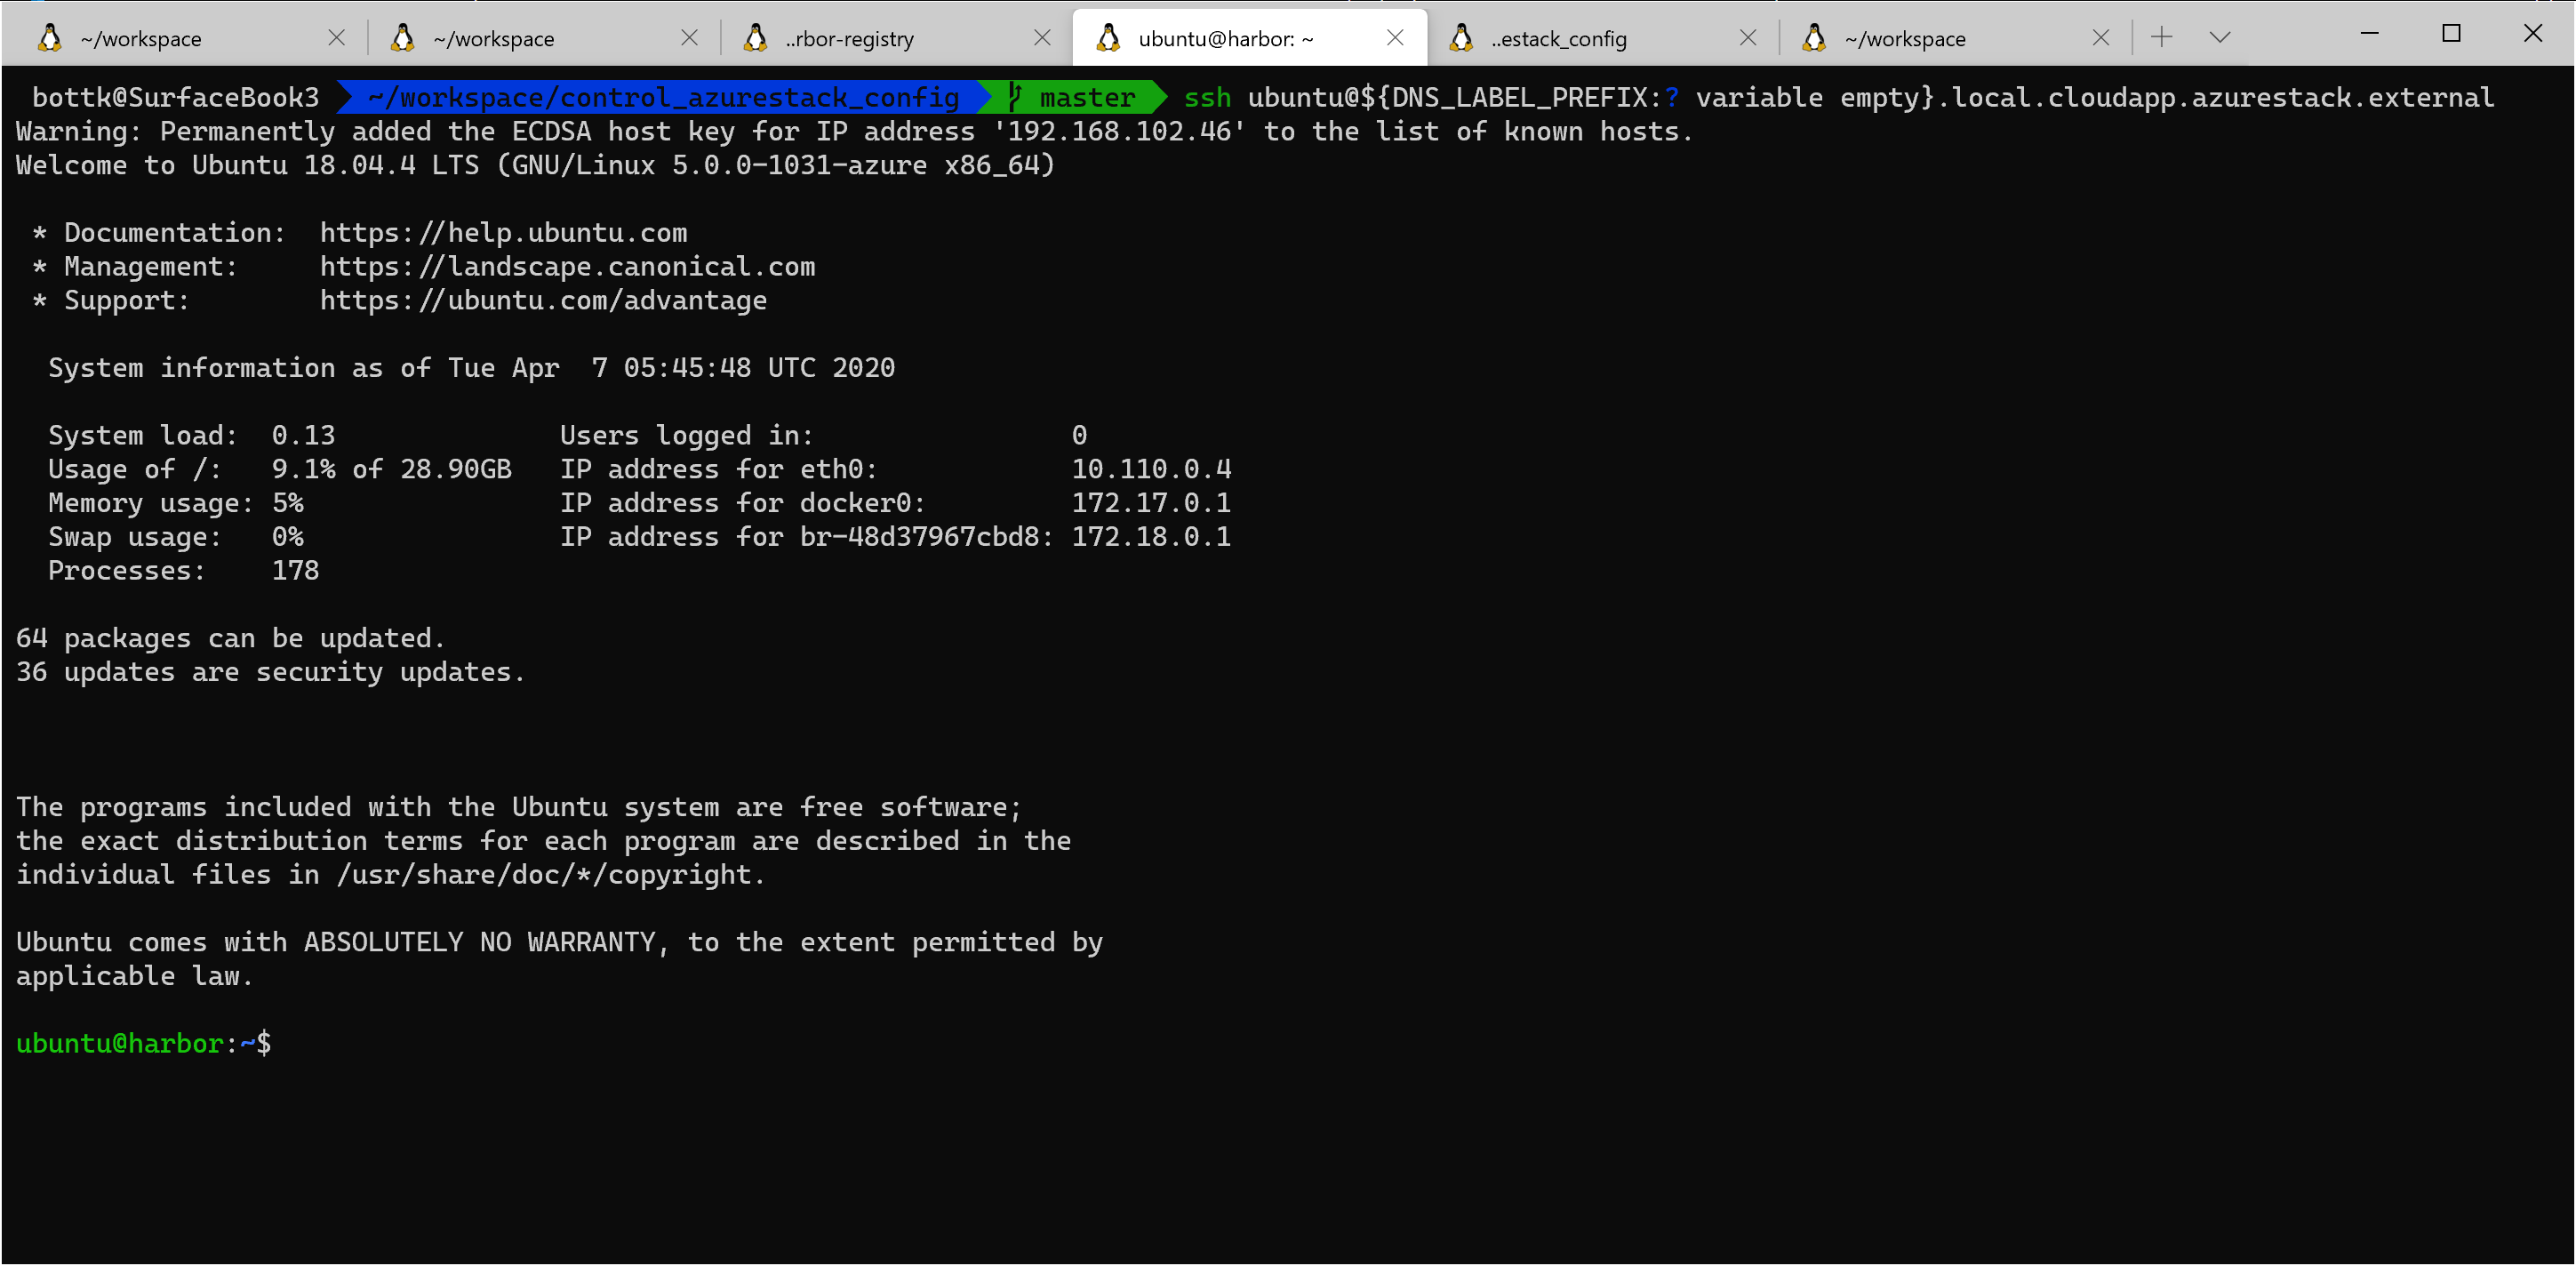 ~/workspace ~/workspace ..rbor-registry ubuntu@harbor: ~ ..estack_config ~/workspace
bottk@SurfaceBook3 ~/workspace/control_azurestack_config master ssh ubuntu@${DNS_LABEL_PREFIX:? variable empty}.local.cloudapp.azurestack.external
Warning: Permanently added the ECDSA host key for IP address '192.168.102.46' to the list of known hosts.
Welcome to Ubuntu 18.04.4 LTS (GNU/Linux 5.0.0-1031-azure x86_64)
* Documentation:  https://help.ubuntu.com
* Management:     https://landscape.canonical.com
* Support:        https://ubuntu.com/advantage
System information as of Tue Apr  7 05:45:48 UTC 2020
System load:  0.13              Users logged in:                0
Usage of /:   9.1% of 28.90GB   IP address for eth0:            10.110.0.4
Memory usage: 5%                IP address for docker0:         172.17.0.1
Swap usage:   0%                IP address for br-48d37967cbd8: 172.18.0.1
Processes:    178
64 packages can be updated.
36 updates are security updates.
The programs included with the Ubuntu system are free software;
the exact distribution terms for each program are described in the
individual files in /usr/share/doc/*/copyright.
Ubuntu comes with ABSOLUTELY NO WARRANTY, to the extent permitted by
applicable law.
ubuntu@harbor:~$